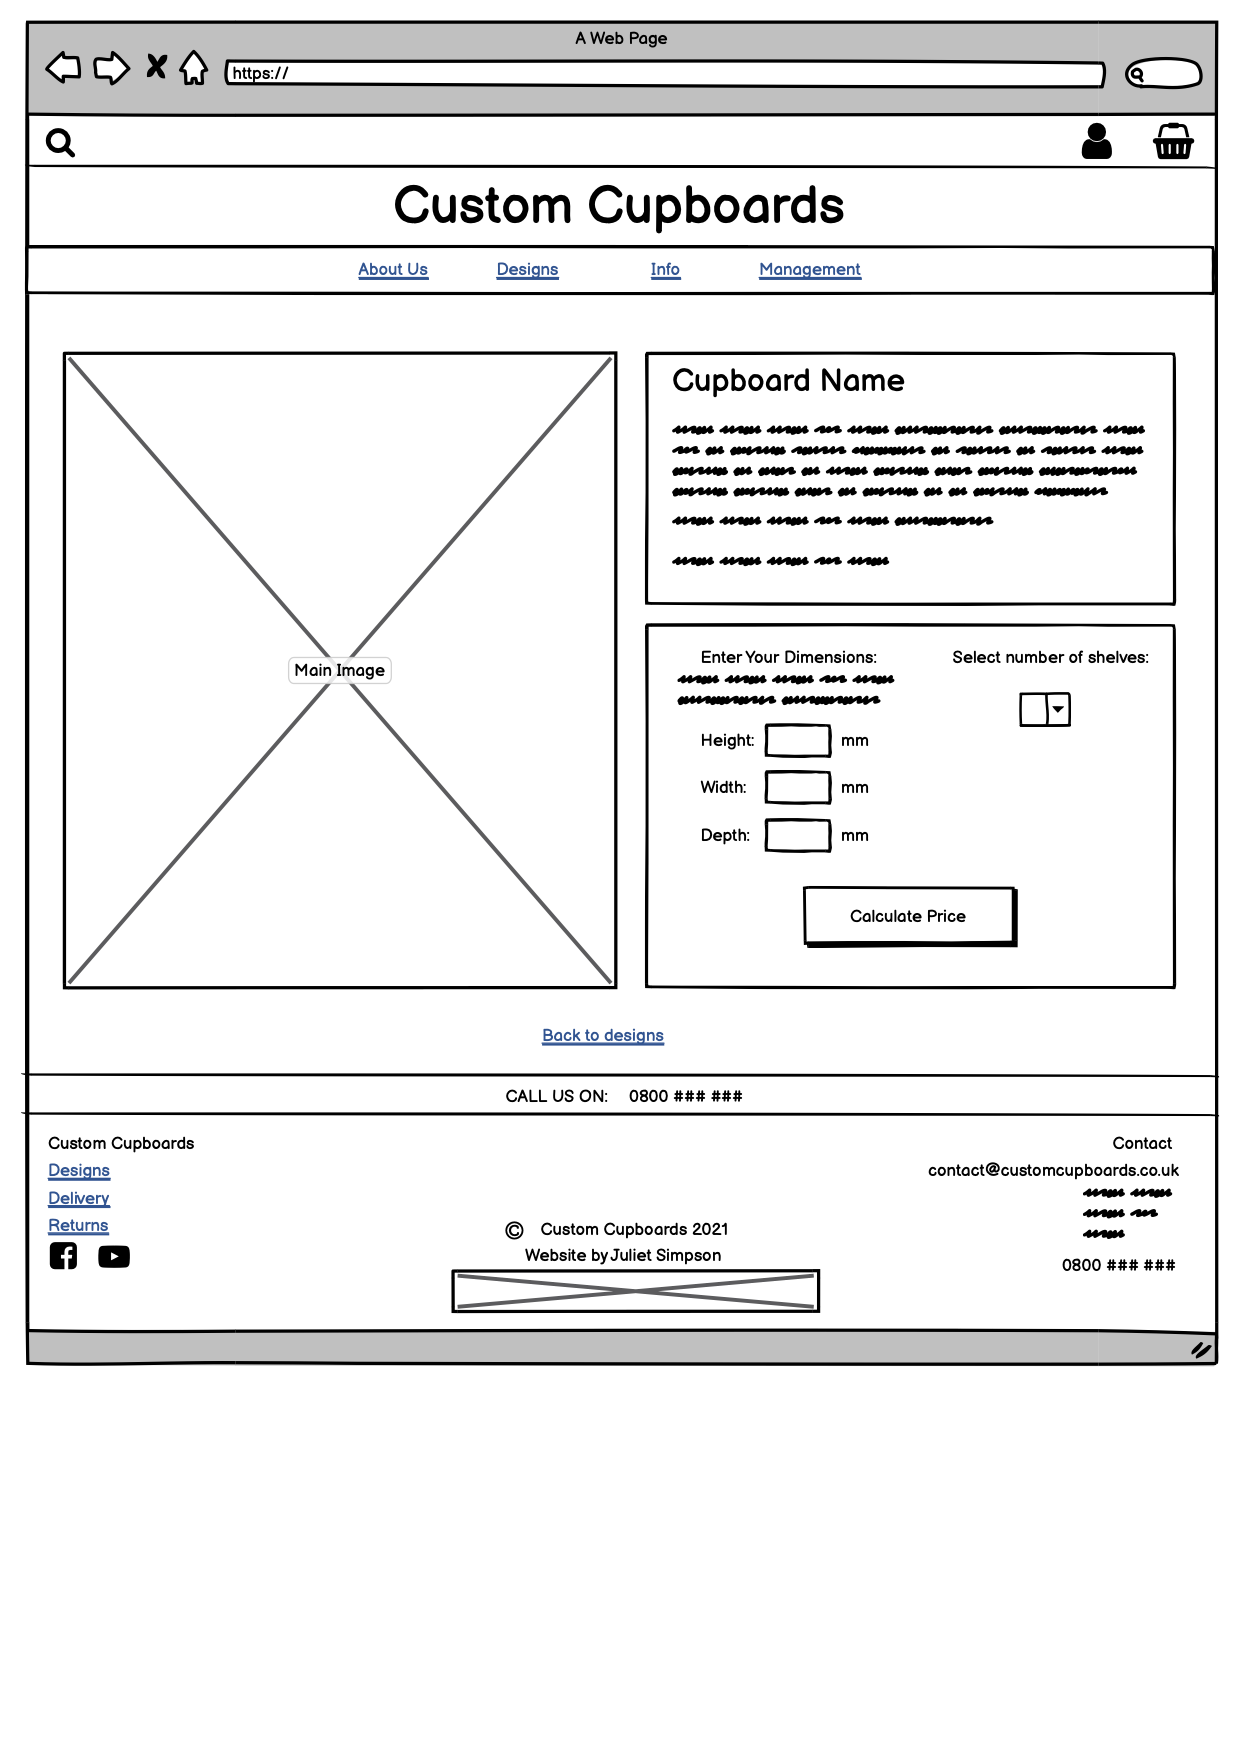 A Web Page
https://
Custom Cupboards
About Us Designs Info Management
Main Image
Cupboard Name
Enter Your Dimensions:
Height: mm
Width: mm
Depth: mm
Select number of shelves:
Calculate Price
Back to designs
CALL US ON: 0800 ### ###
Custom Cupboards
Designs
Delivery
Returns
© Custom Cupboards 2021
Website by Juliet Simpson
Contact
contact@customcupboards.co.uk
0800 ### ###